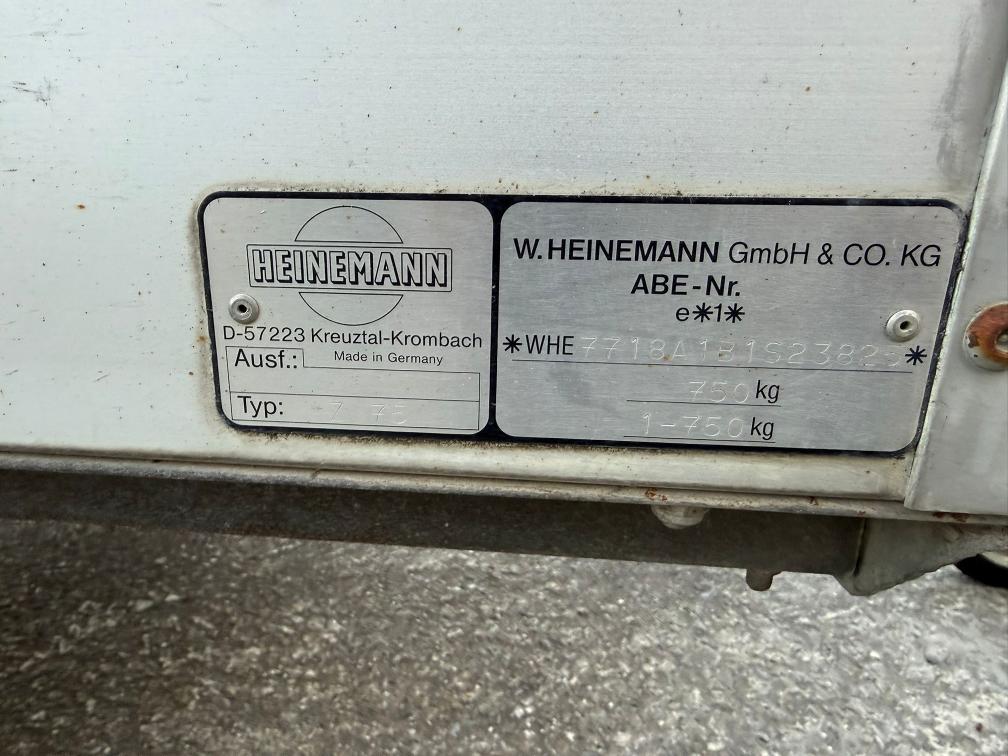 HEINEMANN
D-57223 Kreuztal-Krombach
Ausf.:
Made in Germany
Typ: Z 75
W. HEINEMANN GmbH & CO. KG
ABE-Nr.
e*1*
750 kg
1-750 kg